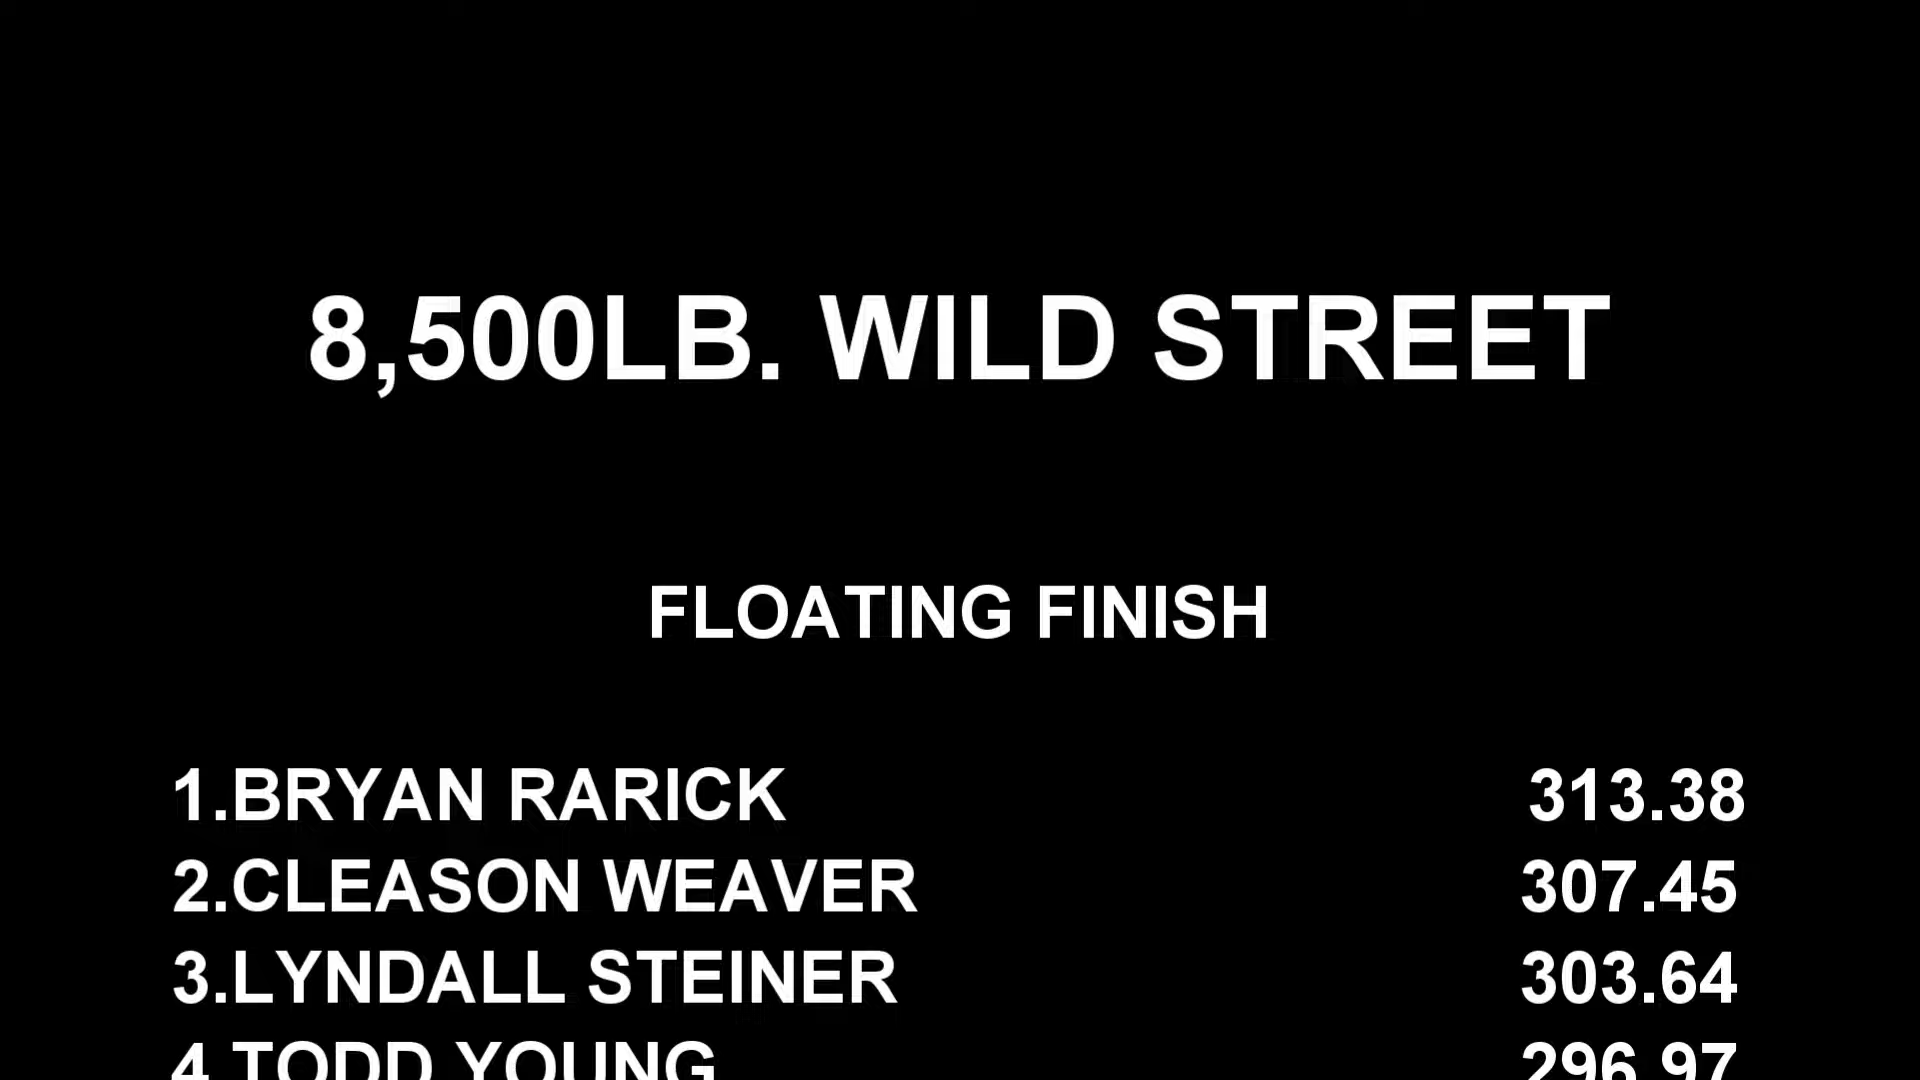 8,500LB. WILD STREET
FLOATING FINISH
1.BRYAN RARICK 313.38
2.CLEASON WEAVER 307.45
3.LYNDALL STEINER 303.64
4.TODD YOUNG 296.97